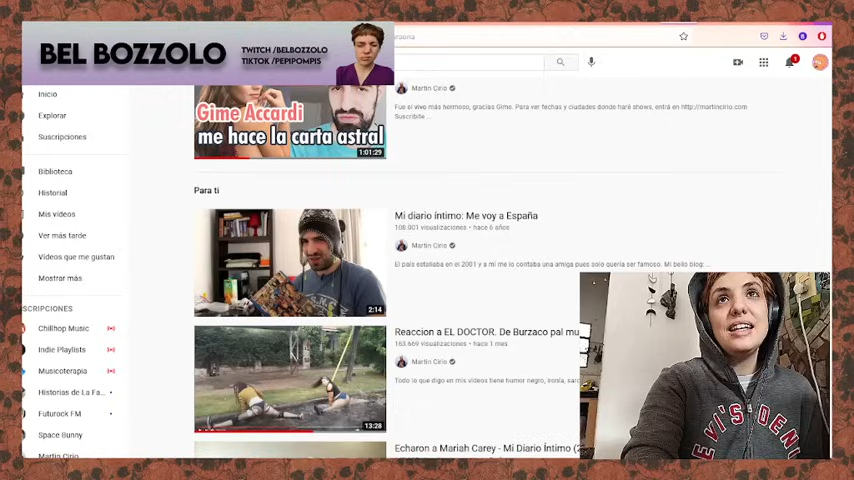 BEL BOZZOLO
TWITCH /BELBOZZOLO
TIKTOK /PEPIPOMPIS
Inicio
Explorar
Suscripciones
Biblioteca
Historial
Mis vídeos
Ver más tarde
Vídeos que me gustan
Mostrar más
SCRIPCIONES
Chillhop Music
Indie Playlists
Musicoterapia
Historias de La Fa...
Futurock FM
Space Bunny
Martin Cirio
1
Gime Accardi
me hace la carta astral
1:01:29
Martin Cirio
Fue el vivo más hermoso, gracias Gime. Para ver fechas y ciudades donde haré shows, entrá en http://martincirio.com
Suscribite ...
Para ti
2:14
Mi diario íntimo: Me voy a España
108.901 visualizaciones • hace 6 años
Martin Cirio
El país estallaba en el 2001 y a mí me lo contaba una amiga pues solo quería ser famoso. Mi bello blog: ...
13:28
Reaccion a EL DOCTOR. De Burzaco pal mu
163.669 visualizaciones • hace 1 mes
Martin Cirio
Todo lo que digo en mis videos tiene humor negro, ironía, sarc
Echaron a Mariah Carey - Mi Diario Íntimo (2
LEVI'S DENI